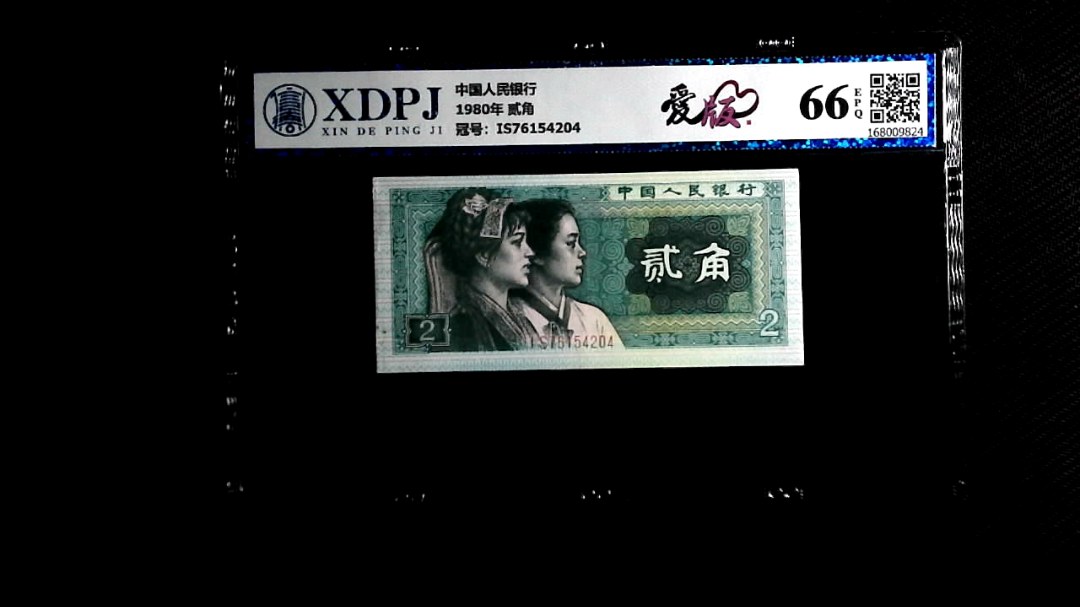 XDPJ
XIN DE PING JI
中国人民银行
1980年 贰角
冠号：IS76154204
爱版
66
EPQ
168009824
中国人民银行
贰角
2
2
IS76154204